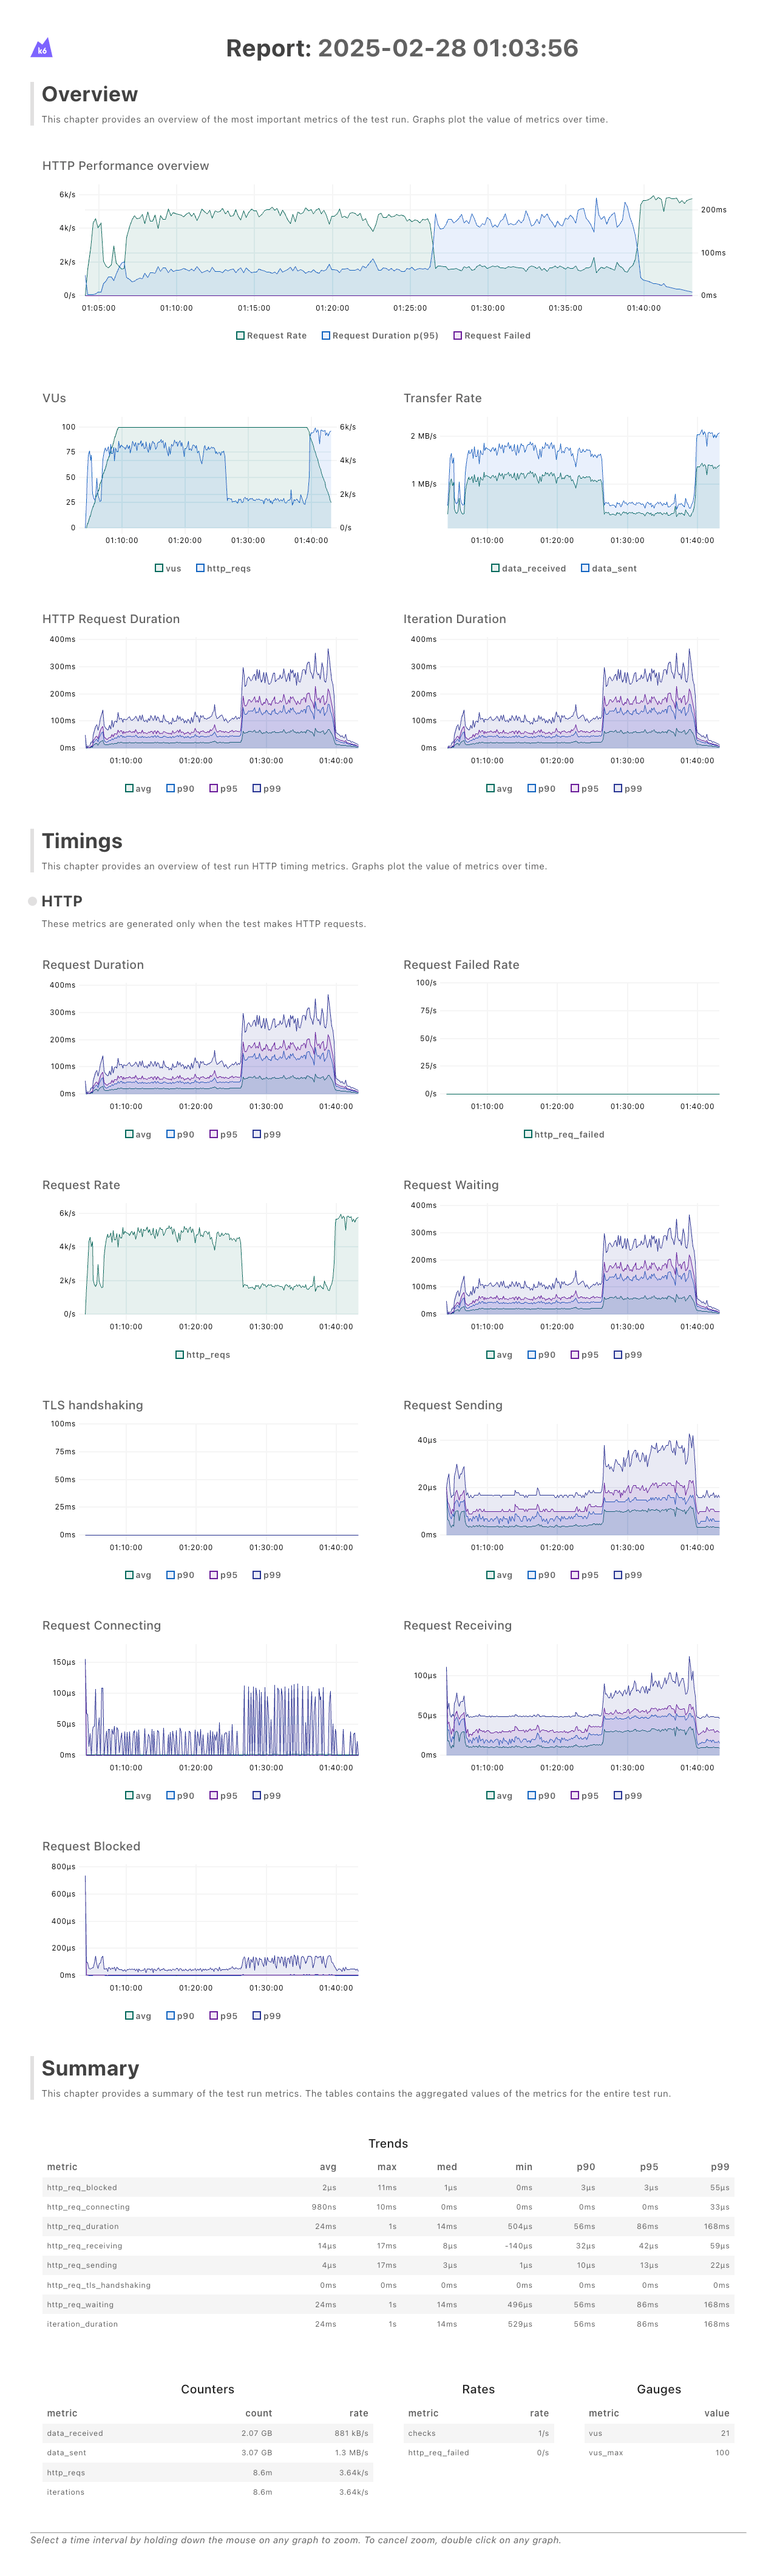 k6
Report: 2025-02-28 01:03:56
Overview
This chapter provides an overview of the most important metrics of the test run. Graphs plot the value of metrics over time.
HTTP Performance overview
6k/s
4k/s
2k/s
0/s
200ms
100ms
0ms
01:05:00 01:10:00 01:15:00 01:20:00 01:25:00 01:30:00 01:35:00 01:40:00
Request Rate Request Duration p(95) Request Failed
VUs
100
75
50
25
0
6k/s
4k/s
2k/s
0/s
01:10:00 01:20:00 01:30:00 01:40:00
vus http_reqs
Transfer Rate
2 MB/s
1 MB/s
01:10:00 01:20:00 01:30:00 01:40:00
data_received data_sent
HTTP Request Duration
400ms
300ms
200ms
100ms
0ms
01:10:00 01:20:00 01:30:00 01:40:00
avg p90 p95 p99
Iteration Duration
400ms
300ms
200ms
100ms
0ms
01:10:00 01:20:00 01:30:00 01:40:00
avg p90 p95 p99
Timings
This chapter provides an overview of test run HTTP timing metrics. Graphs plot the value of metrics over time.
HTTP
These metrics are generated only when the test makes HTTP requests.
Request Duration
400ms
300ms
200ms
100ms
0ms
01:10:00 01:20:00 01:30:00 01:40:00
avg p90 p95 p99
Request Failed Rate
100/s
75/s
50/s
25/s
0/s
01:10:00 01:20:00 01:30:00 01:40:00
http_req_failed
Request Rate
6k/s
4k/s
2k/s
0/s
01:10:00 01:20:00 01:30:00 01:40:00
http_reqs
Request Waiting
400ms
300ms
200ms
100ms
0ms
01:10:00 01:20:00 01:30:00 01:40:00
avg p90 p95 p99
TLS handshaking
100ms
75ms
50ms
25ms
0ms
01:10:00 01:20:00 01:30:00 01:40:00
avg p90 p95 p99
Request Sending
40µs
20µs
0ms
01:10:00 01:20:00 01:30:00 01:40:00
avg p90 p95 p99
Request Connecting
150µs
100µs
50µs
0ms
01:10:00 01:20:00 01:30:00 01:40:00
avg p90 p95 p99
Request Receiving
100µs
50µs
0ms
01:10:00 01:20:00 01:30:00 01:40:00
avg p90 p95 p99
Request Blocked
800µs
600µs
400µs
200µs
0ms
01:10:00 01:20:00 01:30:00 01:40:00
avg p90 p95 p99
Summary
This chapter provides a summary of the test run metrics. The tables contains the aggregated values of the metrics for the entire test run.
Trends
metric avg max med min p90 p95 p99
http_req_blocked 2µs 11ms 1µs 0ms 3µs 3µs 55µs
http_req_connecting 980ns 10ms 0ms 0ms 0ms 0ms 33µs
http_req_duration 24ms 1s 14ms 504µs 56ms 86ms 168ms
http_req_receiving 14µs 17ms 8µs -140µs 32µs 42µs 59µs
http_req_sending 4µs 17ms 3µs 1µs 10µs 13µs 22µs
http_req_tls_handshaking 0ms 0ms 0ms 0ms 0ms 0ms 0ms
http_req_waiting 24ms 1s 14ms 496µs 56ms 86ms 168ms
iteration_duration 24ms 1s 14ms 529µs 56ms 86ms 168ms
Counters
metric count rate
data_received 2.07 GB 881 kB/s
data_sent 3.07 GB 1.3 MB/s
http_reqs 8.6m 3.64k/s
iterations 8.6m 3.64k/s
Rates
metric rate
checks 1/s
http_req_failed 0/s
Gauges
metric value
vus 21
vus_max 100
Select a time interval by holding down the mouse on any graph to zoom. To cancel zoom, double click on any graph.